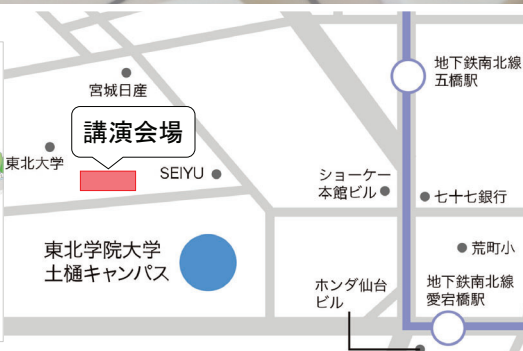 地下鉄南北線
五橋駅
宮城日産
講演会場
東北大学
SEIYU
ショーケー
本館ビル
七十七銀行
東北学院大学
土樋キャンパス
荒町小
ホンダ仙台
ビル
地下鉄南北線
愛宕橋駅